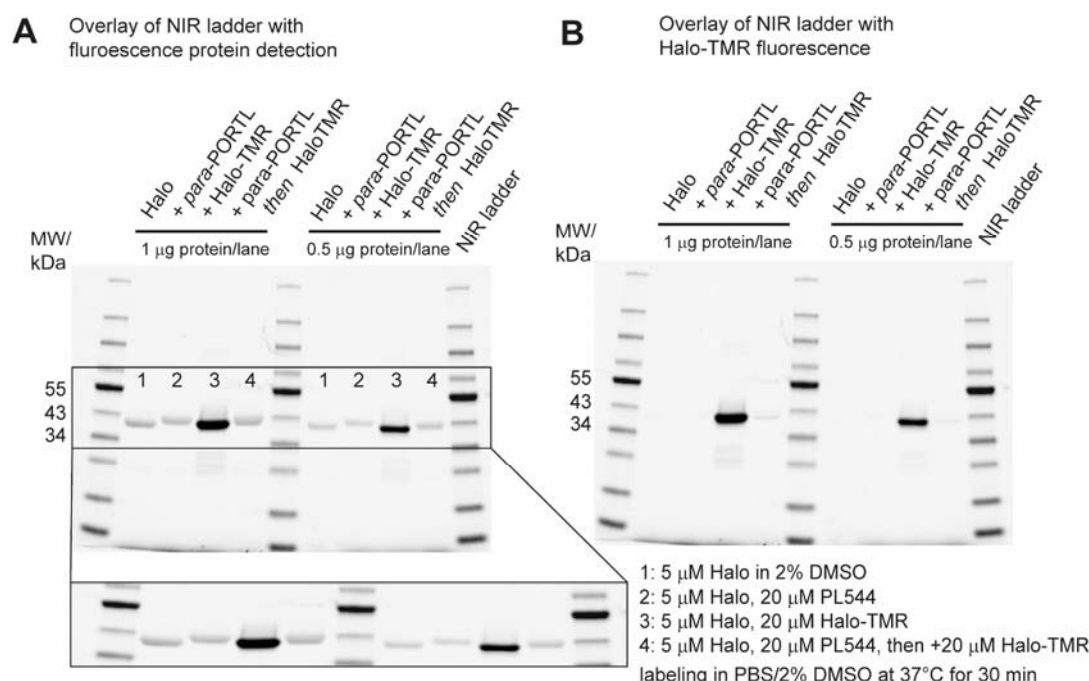 A
Overlay of NIR ladder with
fluroescence protein detection
Halo
+ para-PORTL
+ Halo-TMR
+ para-PORTL
then HaloTMR
Halo
+ para-PORTL
+ Halo-TMR
+ para-PORTL
then HaloTMR
NIR ladder
MW/
kDa
1 μg protein/lane
0.5 μg protein/lane
55
43
34
1 2 3 4
1 2 3 4
B
Overlay of NIR ladder with
Halo-TMR fluorescence
Halo
+ para-PORTL
+ Halo-TMR
+ para-PORTL
then HaloTMR
Halo
+ para-PORTL
+ Halo-TMR
+ para-PORTL
then HaloTMR
NIR ladder
MW/
kDa
1 μg protein/lane
0.5 μg protein/lane
55
43
34
1: 5 μM Halo in 2% DMSO
2: 5 μM Halo, 20 μM PL544
3: 5 μM Halo, 20 μM Halo-TMR
4: 5 μM Halo, 20 μM PL544, then +20 μM Halo-TMR
labeling in PBS/2% DMSO at 37°C for 30 min